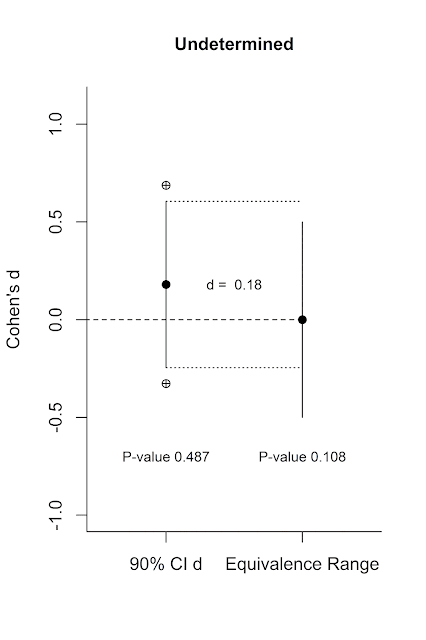 Undetermined
1.0
0.5
d = 0.18
0.0
Cohen's d
-0.5
P-value 0.487 P-value 0.108
-1.0
90% CI d Equivalence Range